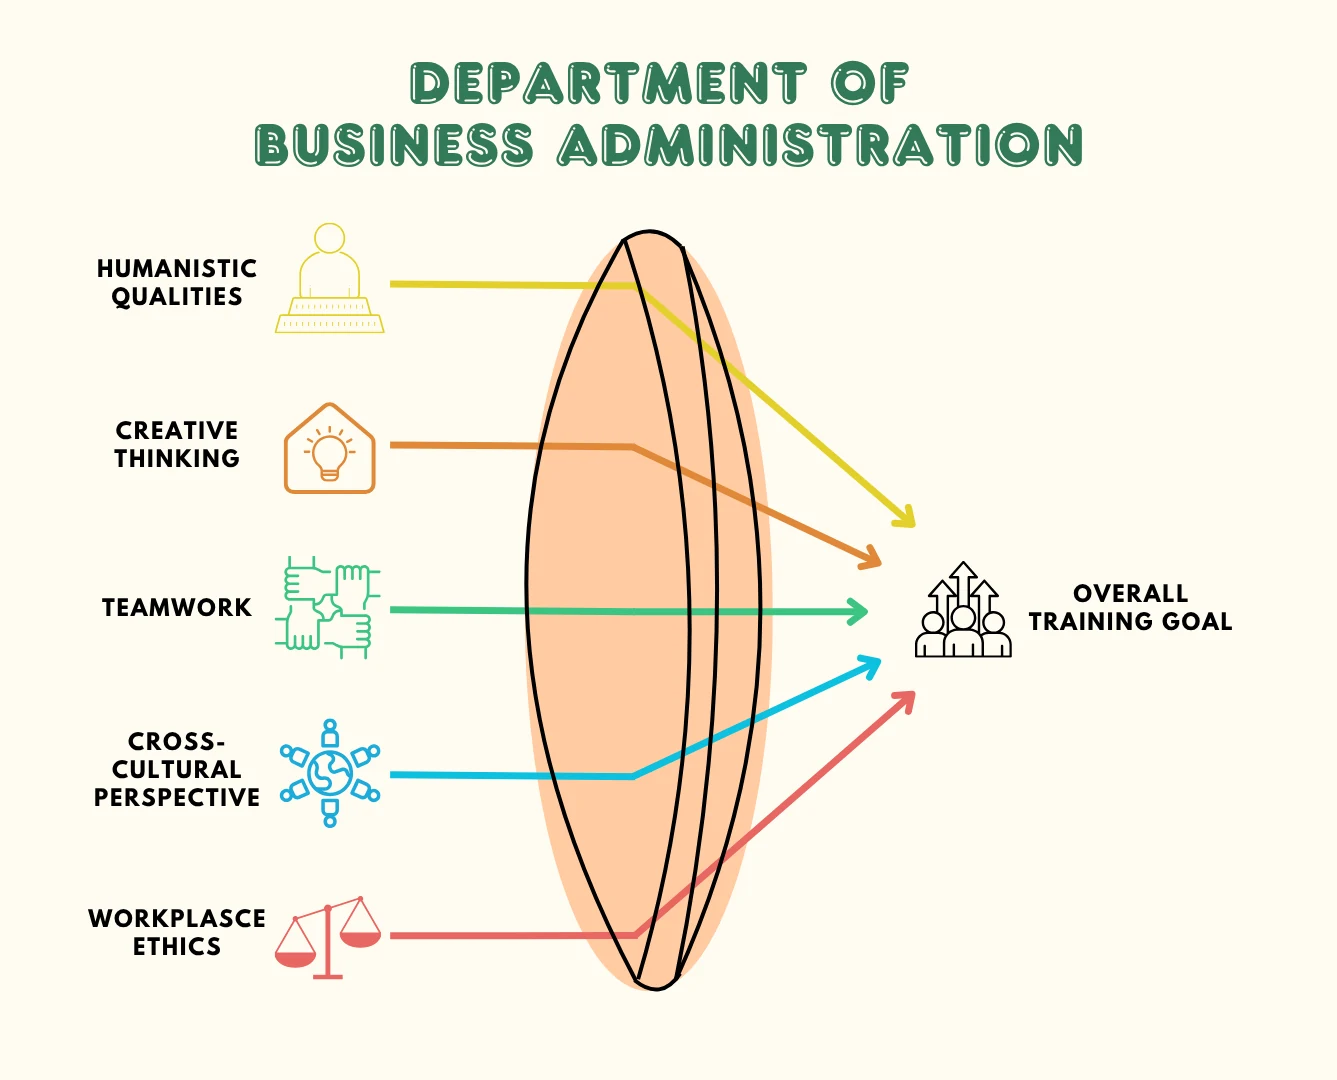 DEPARTMENT OF
BUSINESS ADMINISTRATION
HUMANISTIC
QUALITIES
CREATIVE
THINKING
TEAMWORK
CROSS-
CULTURAL
PERSPECTIVE
WORKPLASCE
ETHICS
OVERALL
TRAINING GOAL